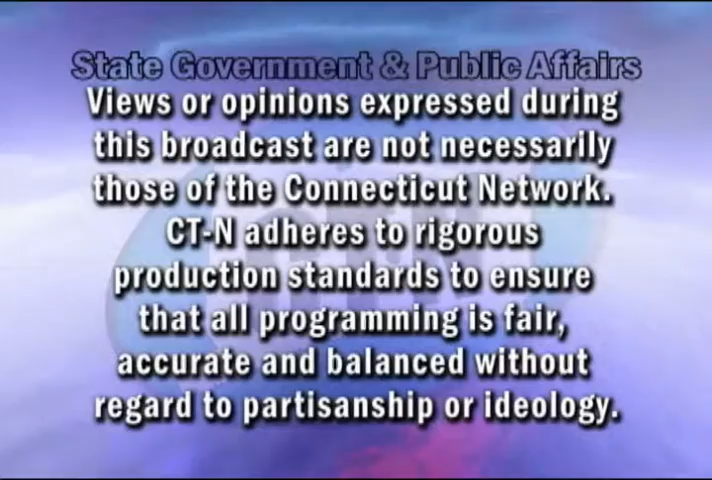 State Government & Public Affairs
Views or opinions expressed during
this broadcast are not necessarily
those of the Connecticut Network.
CT-N adheres to rigorous
production standards to ensure
that all programming is fair,
accurate and balanced without
regard to partisanship or ideology.